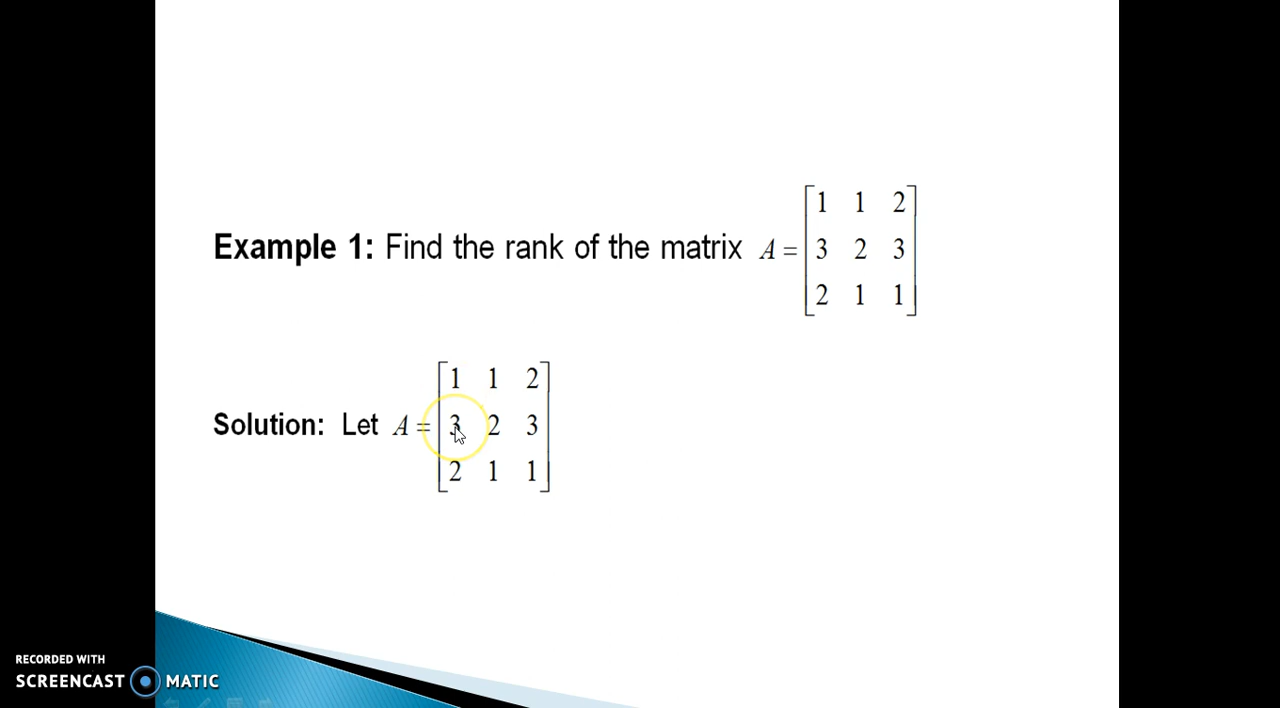 Example 1: Find the rank of the matrix A = [1 1 2
3 2 3
2 1 1]
Solution: Let A = [1 1 2
3 2 3
2 1 1]
RECORDED WITH
SCREENCAST MATIC